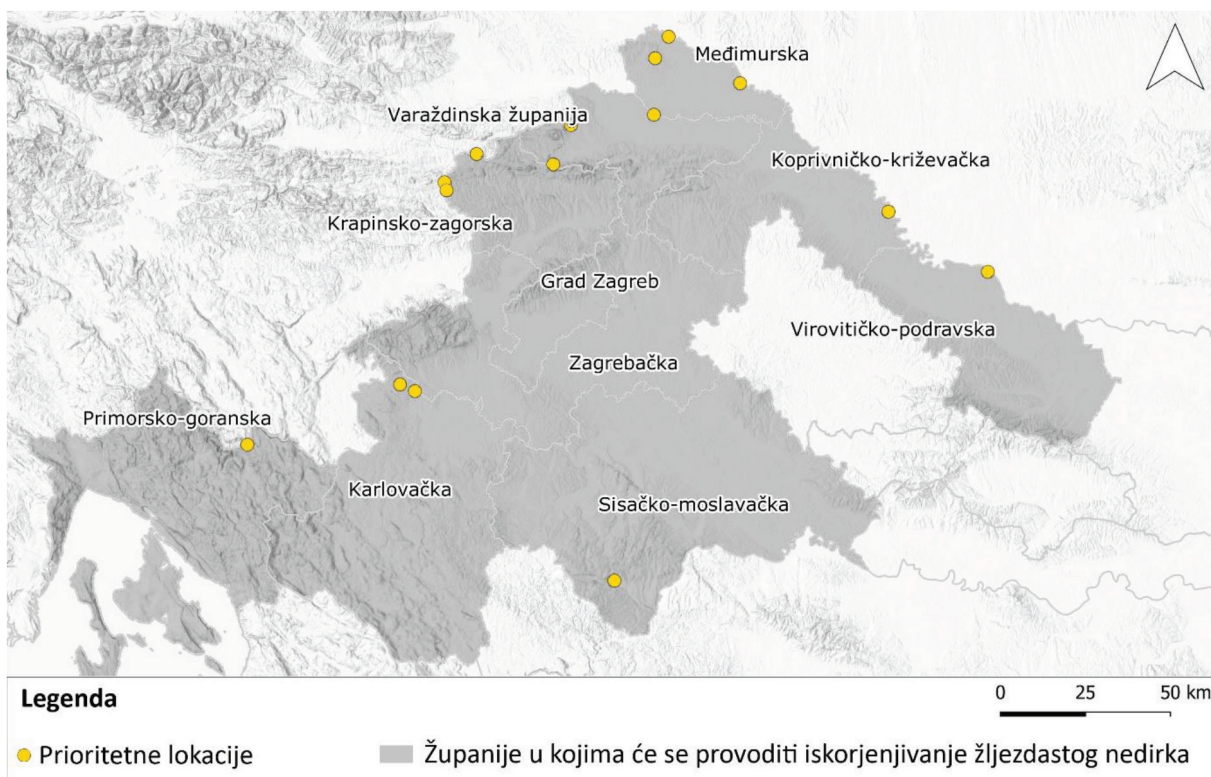 Međimurska
Varaždinska županija
Koprivničko-križevačka
Krapinsko-zagorska
Grad Zagreb
Virovitičko-podravska
Zagrebačka
Primorsko-goranska
Karlovačka
Sisačko-moslavačka
Legenda
0 25 50 km
Prioritetne lokacije
Županije u kojima će se provoditi iskorjenjivanje žljezdastog nedirka